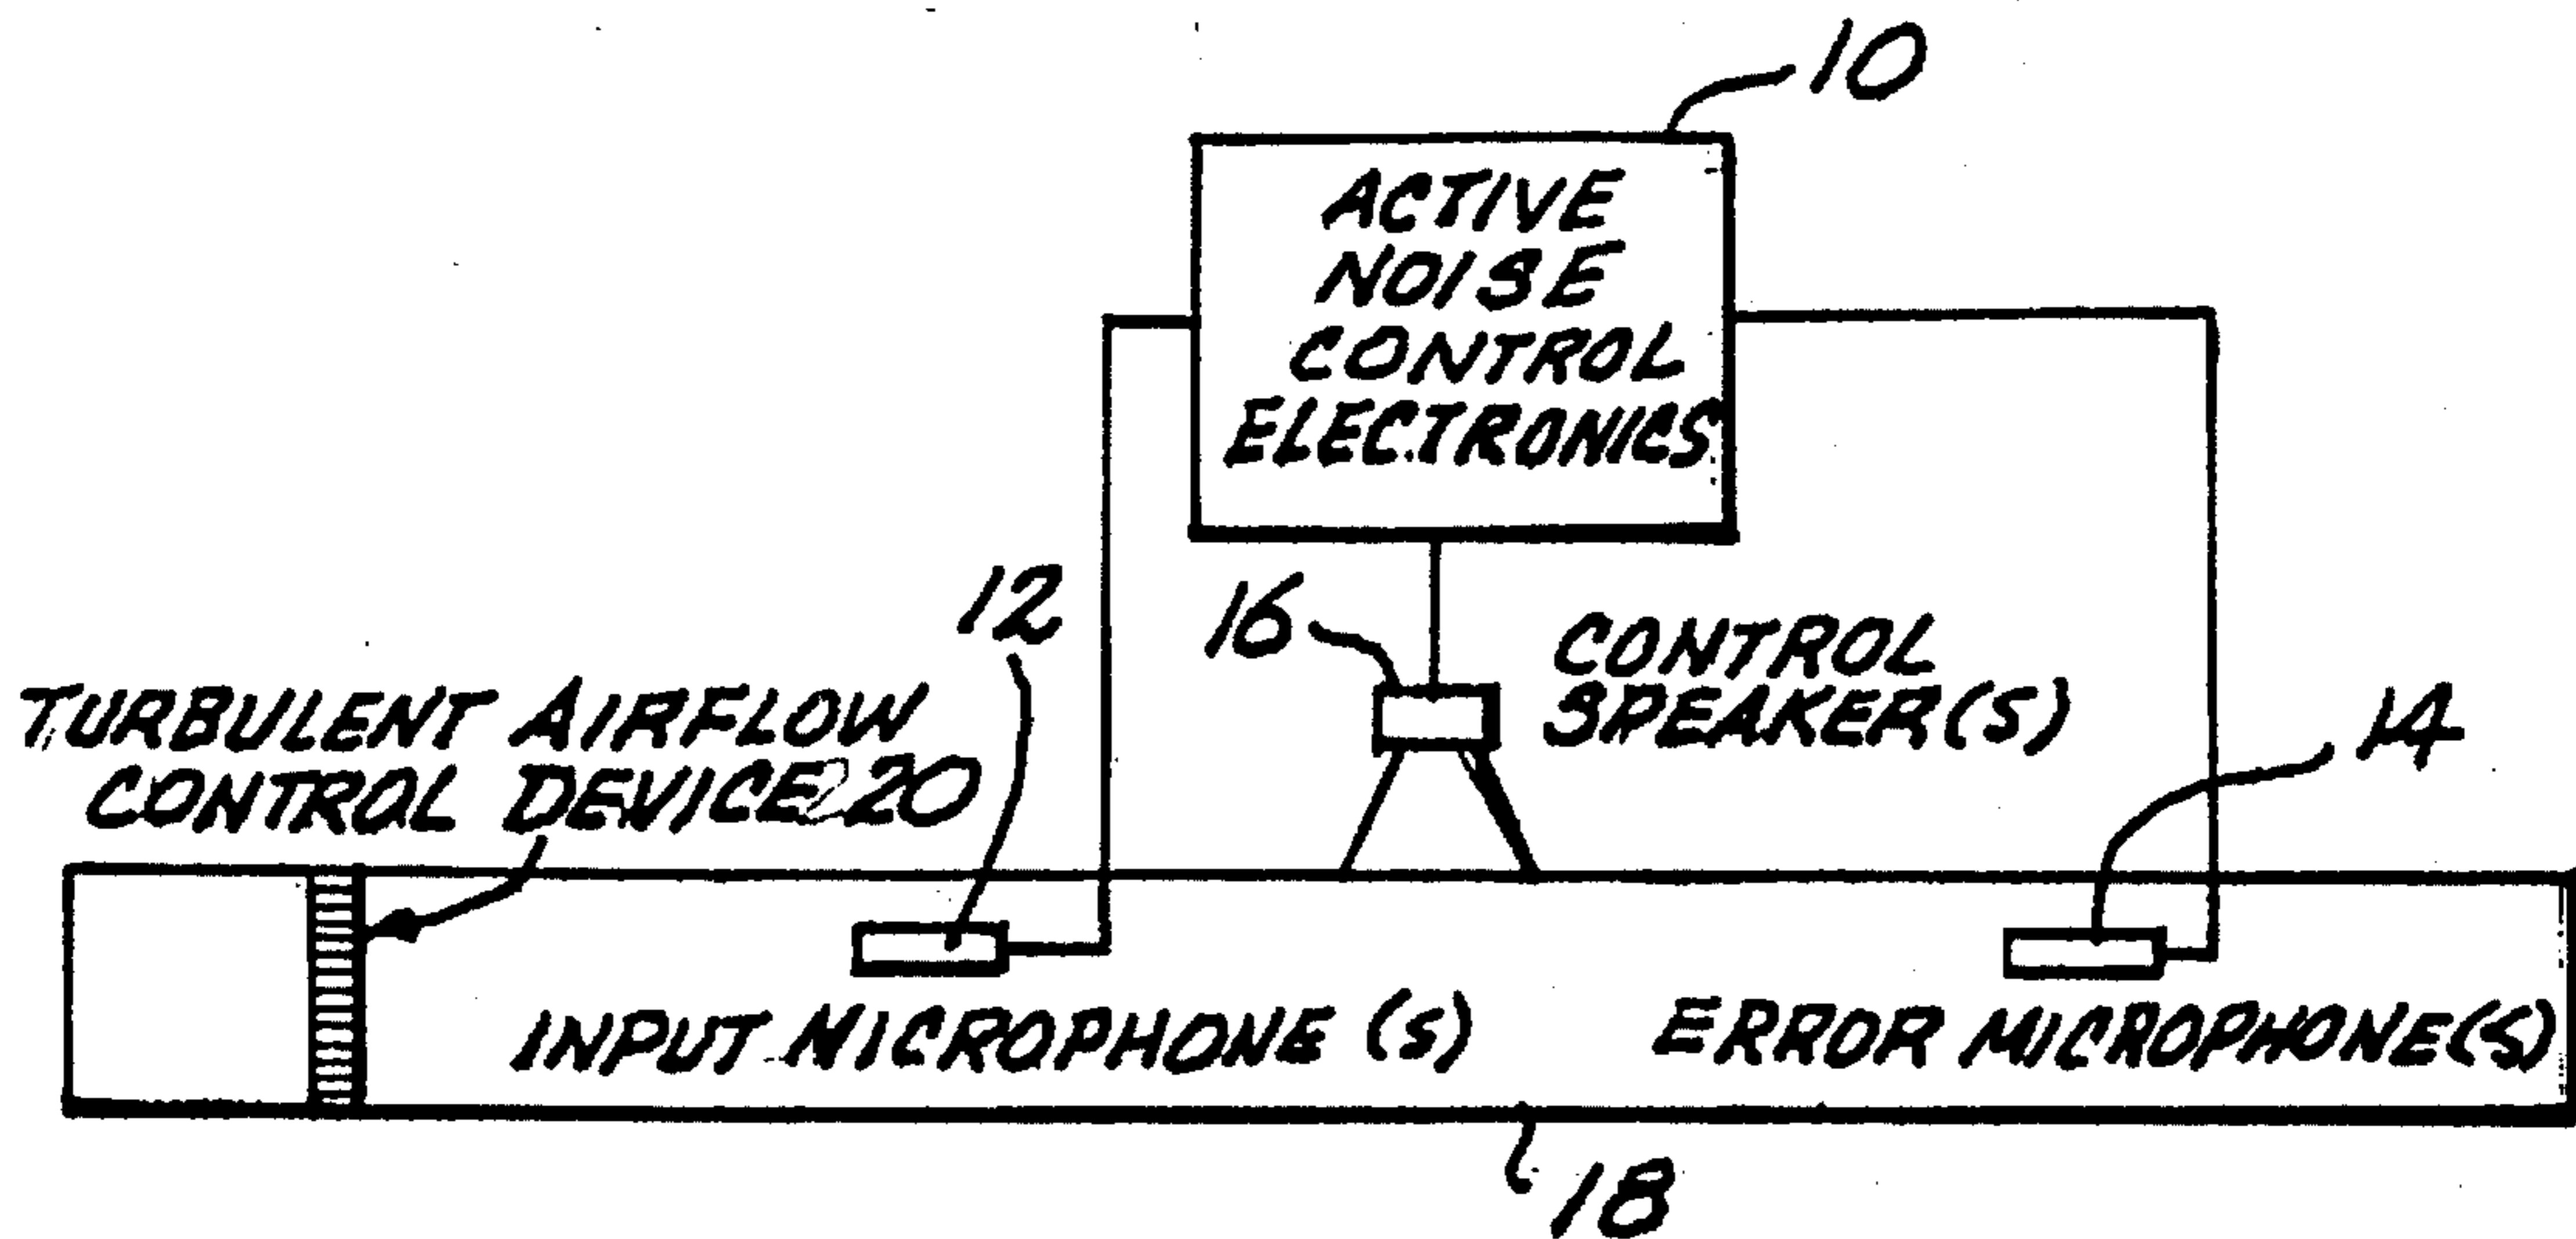 10
ACTIVE
NOISE
CONTROL
ELECTRONICS
12
16
CONTROL
SPEAKER(S)
14
TURBULENT AIRFLOW
CONTROL DEVICE 20
INPUT MICROPHONE (S)
ERROR MICROPHONE(S)
18